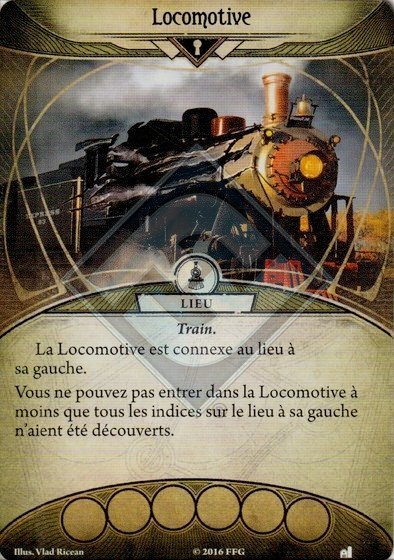 Locomotive
LIEU
Train.
La Locomotive est connexe au lieu à
sa gauche.
Vous ne pouvez pas entrer dans la Locomotive à
moins que tous les indices sur le lieu à sa gauche
n'aient été découverts.
Illus. Vlad Ricean © 2016 FFG